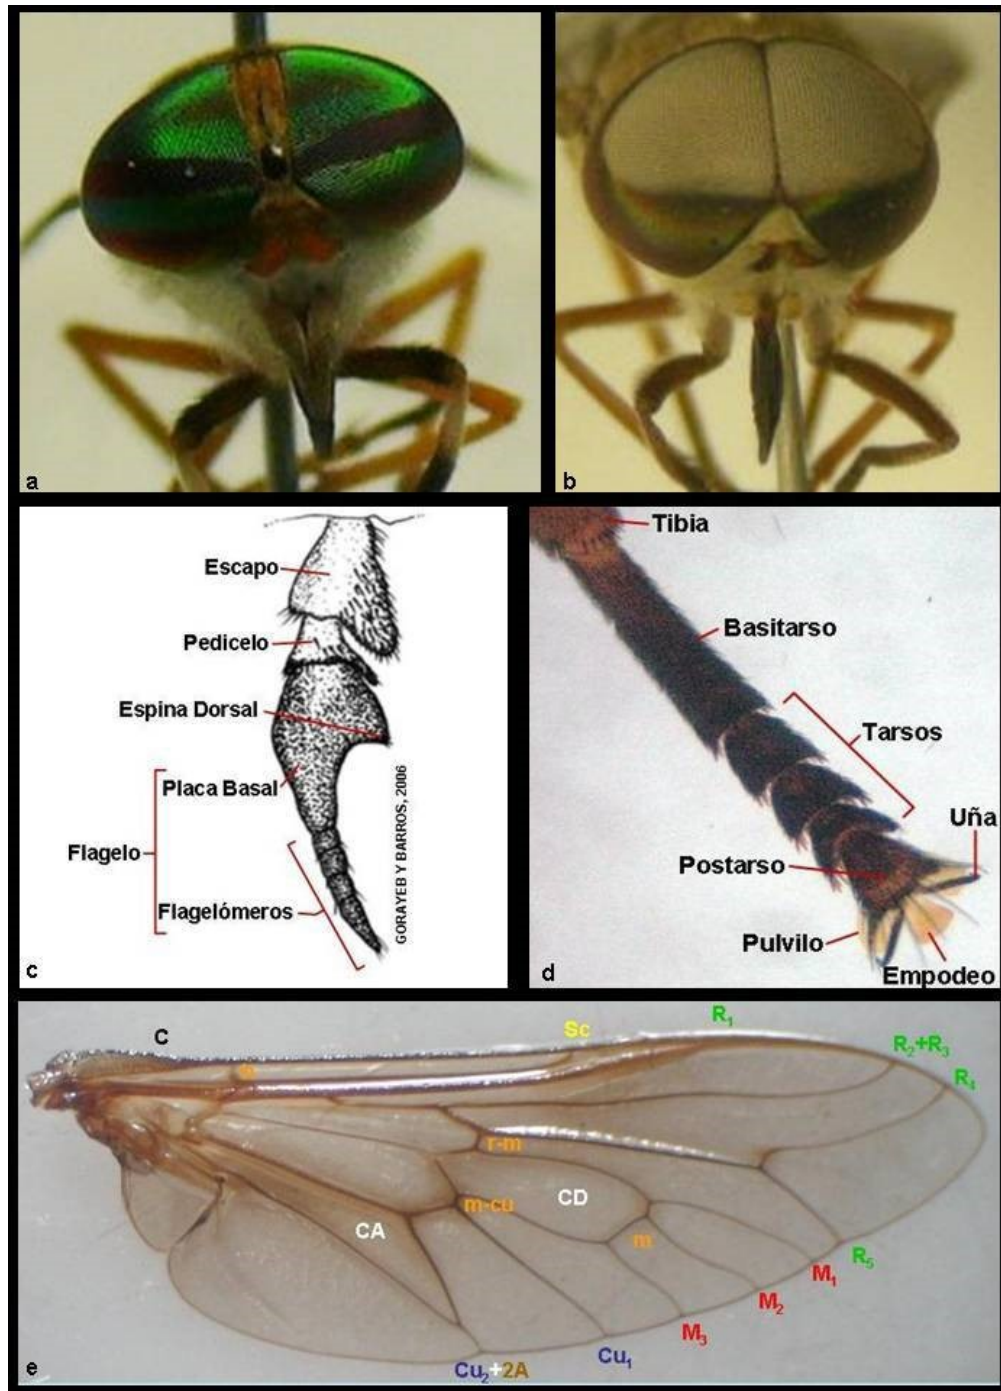 a
b
Escapo
Pedicelo
Espina Dorsal
Placa Basal
Flagelo
Flagelómeros
GORAYEB Y BARROS, 2006
c
Tibia
Basitarso
Tarsos
Uña
Postarso
Pulvilo
Empodeo
d
C
Sc
R1
R2+R3
R4
r-m
m-cu
CD
CA
m
R5
M1
M2
M3
Cu1
Cu2+2A
e